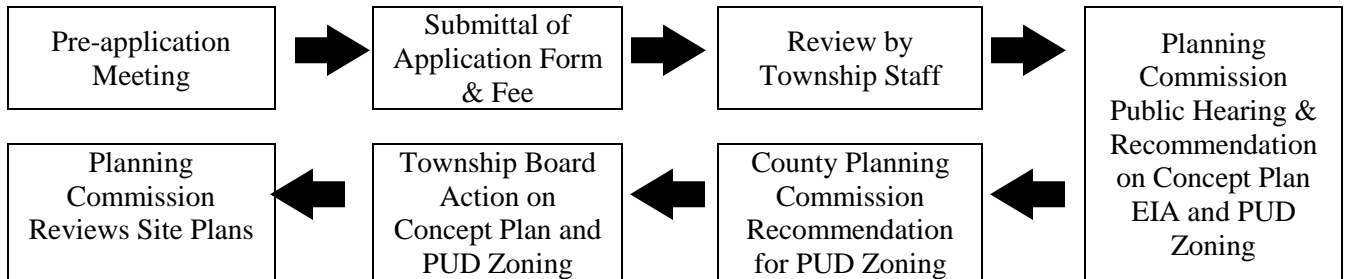 Pre-application
Meeting
Submittal of
Application Form
& Fee
Review by
Township Staff
Planning
Commission
Public Hearing &
Recommendation
on Concept Plan
EIA and PUD
Zoning
County Planning
Commission
Recommendation
for PUD Zoning
Township Board
Action on
Concept Plan and
PUD Zoning
Planning
Commission
Reviews Site Plans